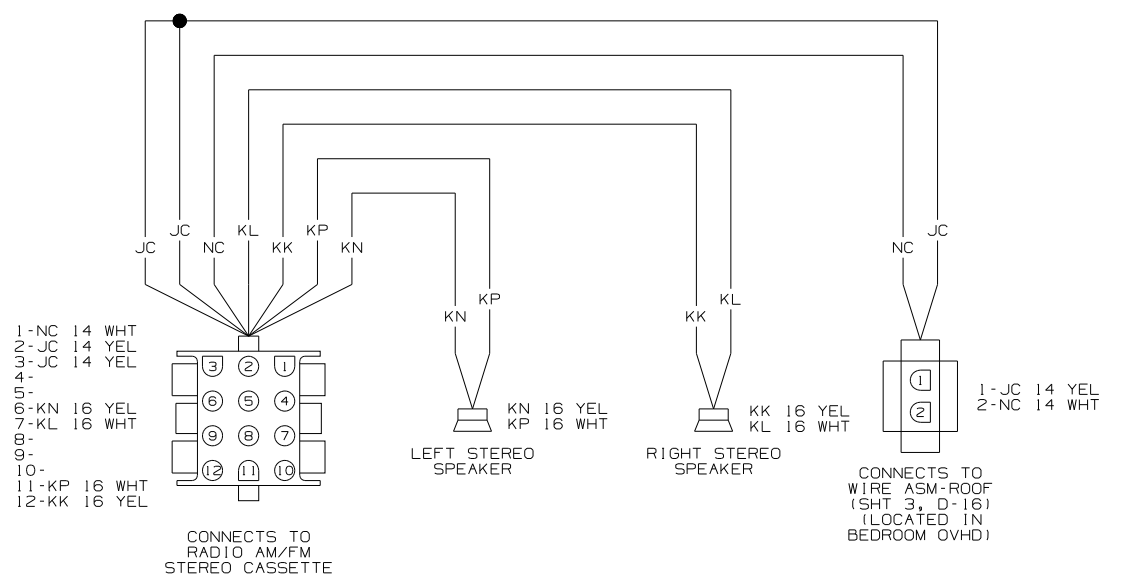 JC
JC
NC
KL
KK
KP
KN
NC
JC
KN
KP
KK
KL
1-NC 14 WHT
2-JC 14 YEL
3-JC 14 YEL
4-
5-
6-KN 16 YEL
7-KL 16 WHT
8-
9-
10-
11-KP 16 WHT
12-KK 16 YEL
3 2 1
6 5 4
9 8 7
12 11 10
CONNECTS TO
RADIO AM/FM
STEREO CASSETTE
KN 16 YEL
KP 16 WHT
LEFT STEREO
SPEAKER
KK 16 YEL
KL 16 WHT
RIGHT STEREO
SPEAKER
1
2
1-JC 14 YEL
2-NC 14 WHT
CONNECTS TO
WIRE ASM-ROOF
(SHT 3, D-16)
(LOCATED IN
BEDROOM OVHD)